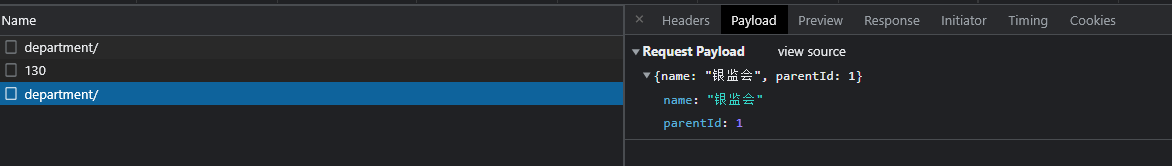 Name
department/
130
department/
× Headers Payload Preview Response Initiator Timing Cookies
Request Payload view source
{name: "银监会", parentId: 1}
name: "银监会"
parentId: 1